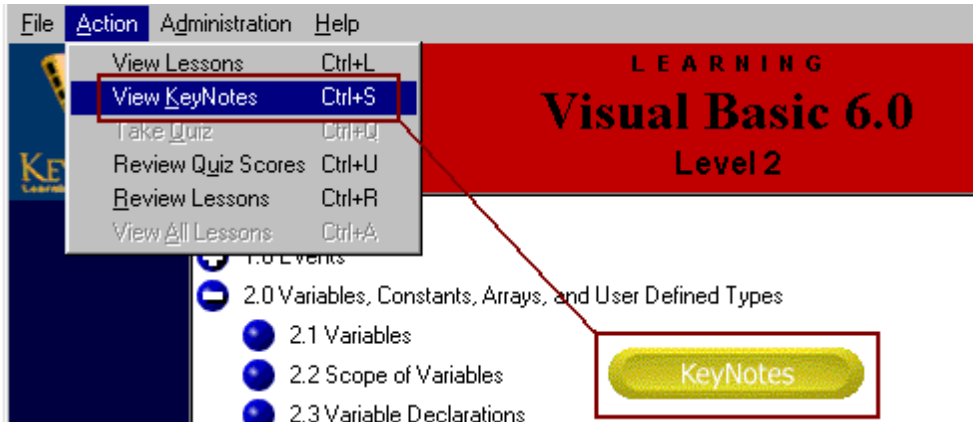 File Action Administration Help
View Lessons Ctrl+L
View KeyNotes Ctrl+S
Take Quiz Ctrl+Q
Review Quiz Scores Ctrl+U
Review Lessons Ctrl+R
View All Lessons Ctrl+A
LEARNING
Visual Basic 6.0
Level 2
1.0 Events
2.0 Variables, Constants, Arrays, and User Defined Types
2.1 Variables
2.2 Scope of Variables
2.3 Variable Declarations
KeyNotes